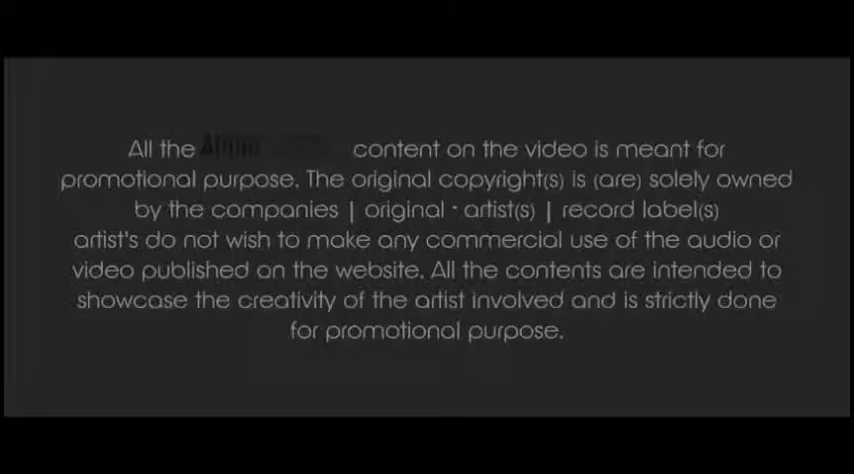 All the content on the video is meant for
promotional purpose. The original copyright(s) is (are) solely owned
by the companies | original · artist(s) | record label(s)
artist's do not wish to make any commercial use of the audio or
video published on the website. All the contents are intended to
showcase the creativity of the artist involved and is strictly done
for promotional purpose.